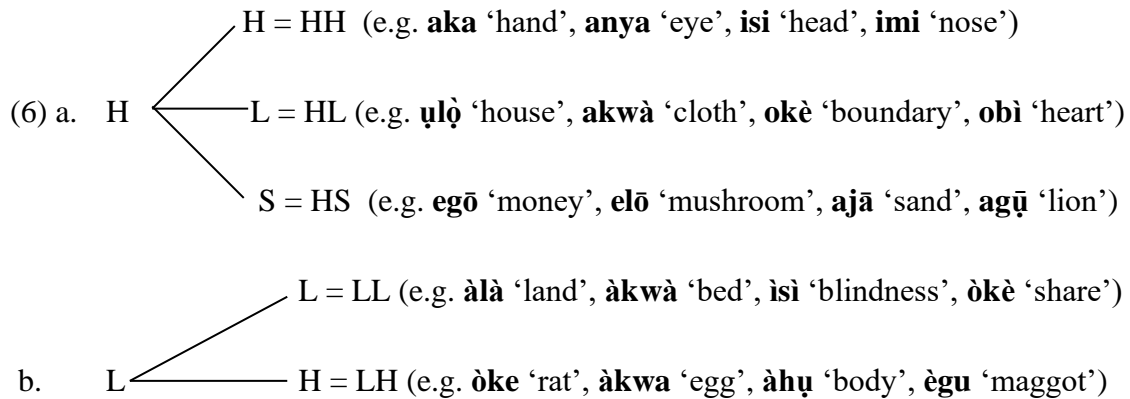 H = HH (e.g. aka ‘hand’, anya ‘eye’, isi ‘head’, imi ‘nose’)
(6) a. H L = HL (e.g. ụlọ̀ ‘house’, akwà ‘cloth’, okè ‘boundary’, obì ‘heart’)
S = HS (e.g. egō ‘money’, elō ‘mushroom’, ajā ‘sand’, agụ̄ ‘lion’)
L = LL (e.g. àlà ‘land’, àkwà ‘bed’, ìsì ‘blindness’, òkè ‘share’)
b. L H = LH (e.g. òke ‘rat’, àkwa ‘egg’, àhụ ‘body’, ègu ‘maggot’)